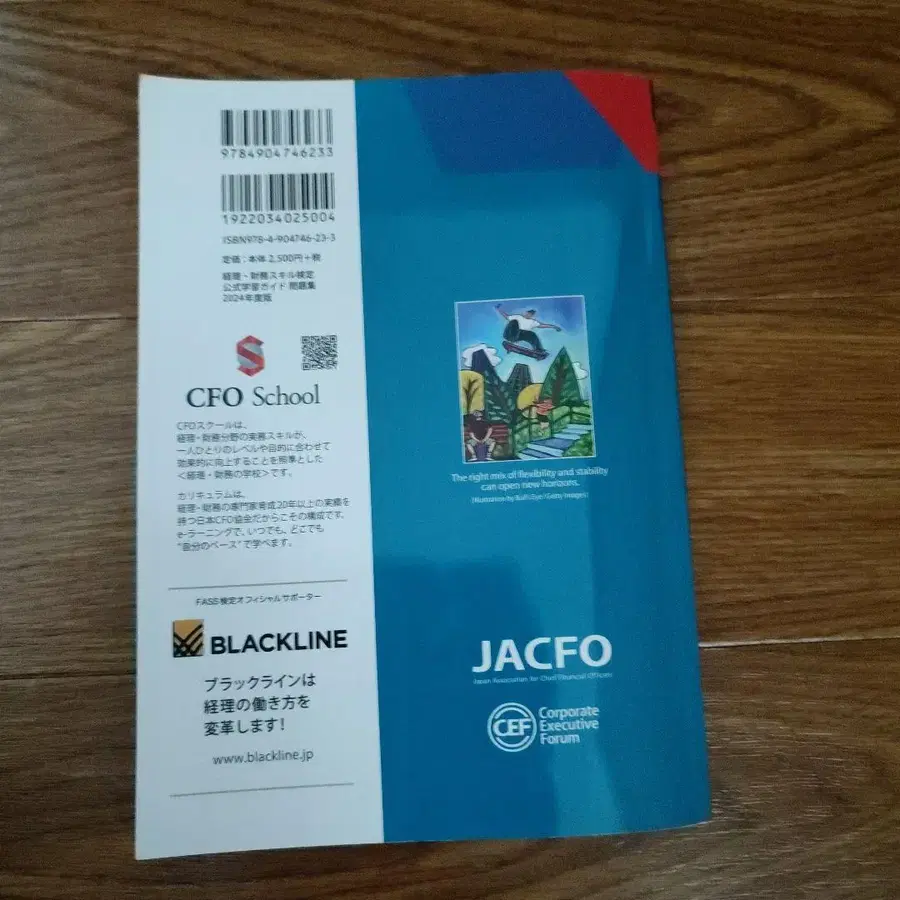 9784904746233
1922034025004
ISBN978-4-904746-23-3
定価：本体 2,500円+税
経理・財務スキル検定
公式学習ガイド 問題集
2024年度版
CFO School
CFOスクールは、
経理・財務分野の実務スキルが、
一人ひとりのレベルや目的に合わせて
効果的に向上することを照準とした
<経理・財務の学校>です。
カリキュラムは、
経理・財務の専門家育成20年以上の実績を
持つ日本CFO協会だからこその構成です。
e-ラーニングで、いつでも、どこでも
"自分のペース"で学べます。
FASS検定オフィシャルサポーター
BLACKLINE
ブラックラインは
経理の働き方を
変革します！
www.blackline.jp
The right mix of flexibility and stability
can open new horizons.
JACFO
Japan Association for Chief Financial Officers
CEF
Corporate
Executive
Forum